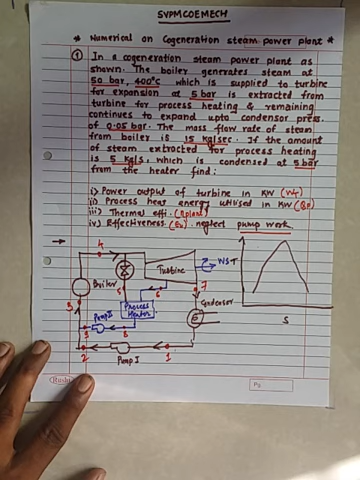 SVPMCOEMECH
* Numerical on Cogeneration steam power plant *
① In a cogeneration steam power plant as
shown. The boiley generates steam at
50 bar, 400°c which is supplied to turbine
for expansion at 5 bar is extracted from
turbine for process heating & remaining
continues to expand upto condensor press.
of 0.05 bar. The mass flow rate of steam
from boiler is 15 kg/sec. If the amount
of steam extracted for process heating
is 5 kg/s, which is condensed at 5 bar
from the heater find:
i) Power output of turbine in KW (WT)
ii) Process heat energy utilised in KW (QP)
iii) Thermal effi. (ηplant)
iv) Effectiveness. (Eu) neglect pump work.
4
Turbine
WST
Boiler
5
6
7
Process
Heater
Condensor
3
Pump II
8
6
2
Pump I
1
S